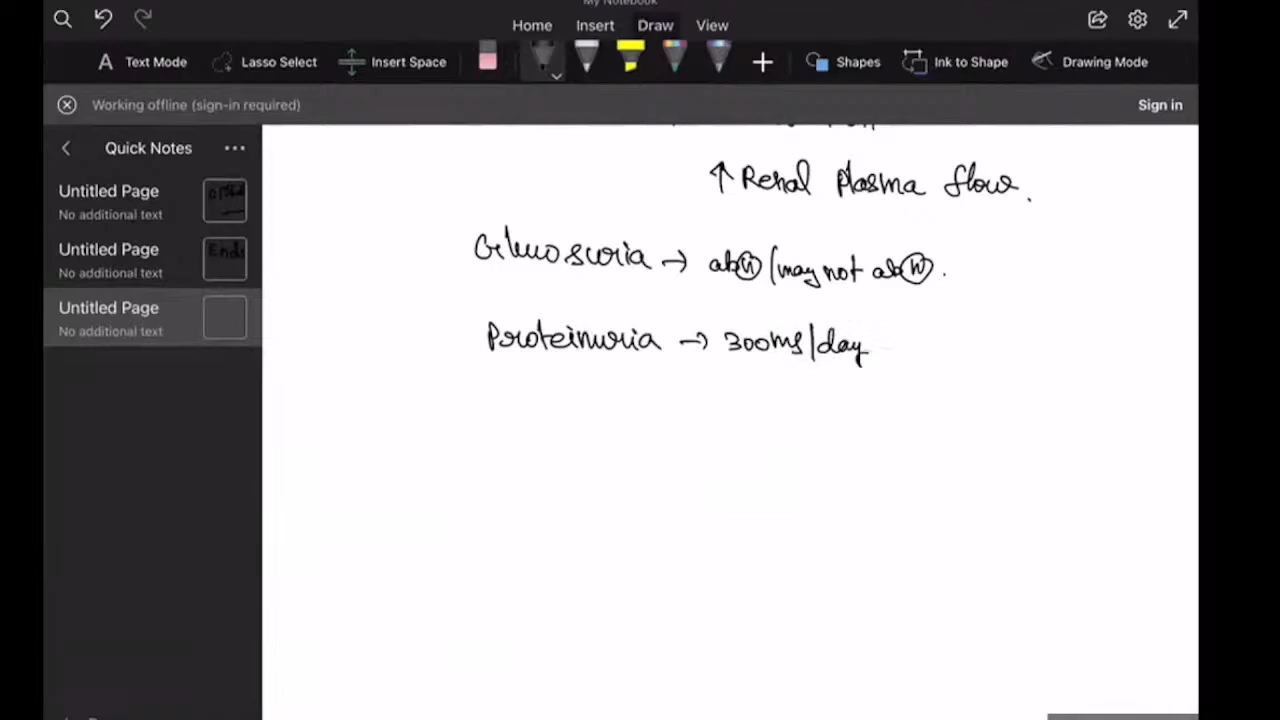 My Notebook
Home Insert Draw View
Text Mode Lasso Select Insert Space Shapes Ink to Shape Drawing Mode
Working offline (sign-in required) Sign in
Quick Notes
Untitled Page
No additional text
Untitled Page
No additional text
Untitled Page
No additional text
Ends
↑ Renal plasma flow.
→ abⓝ/may not abⓝ.
Proteinuria → 300mg/day